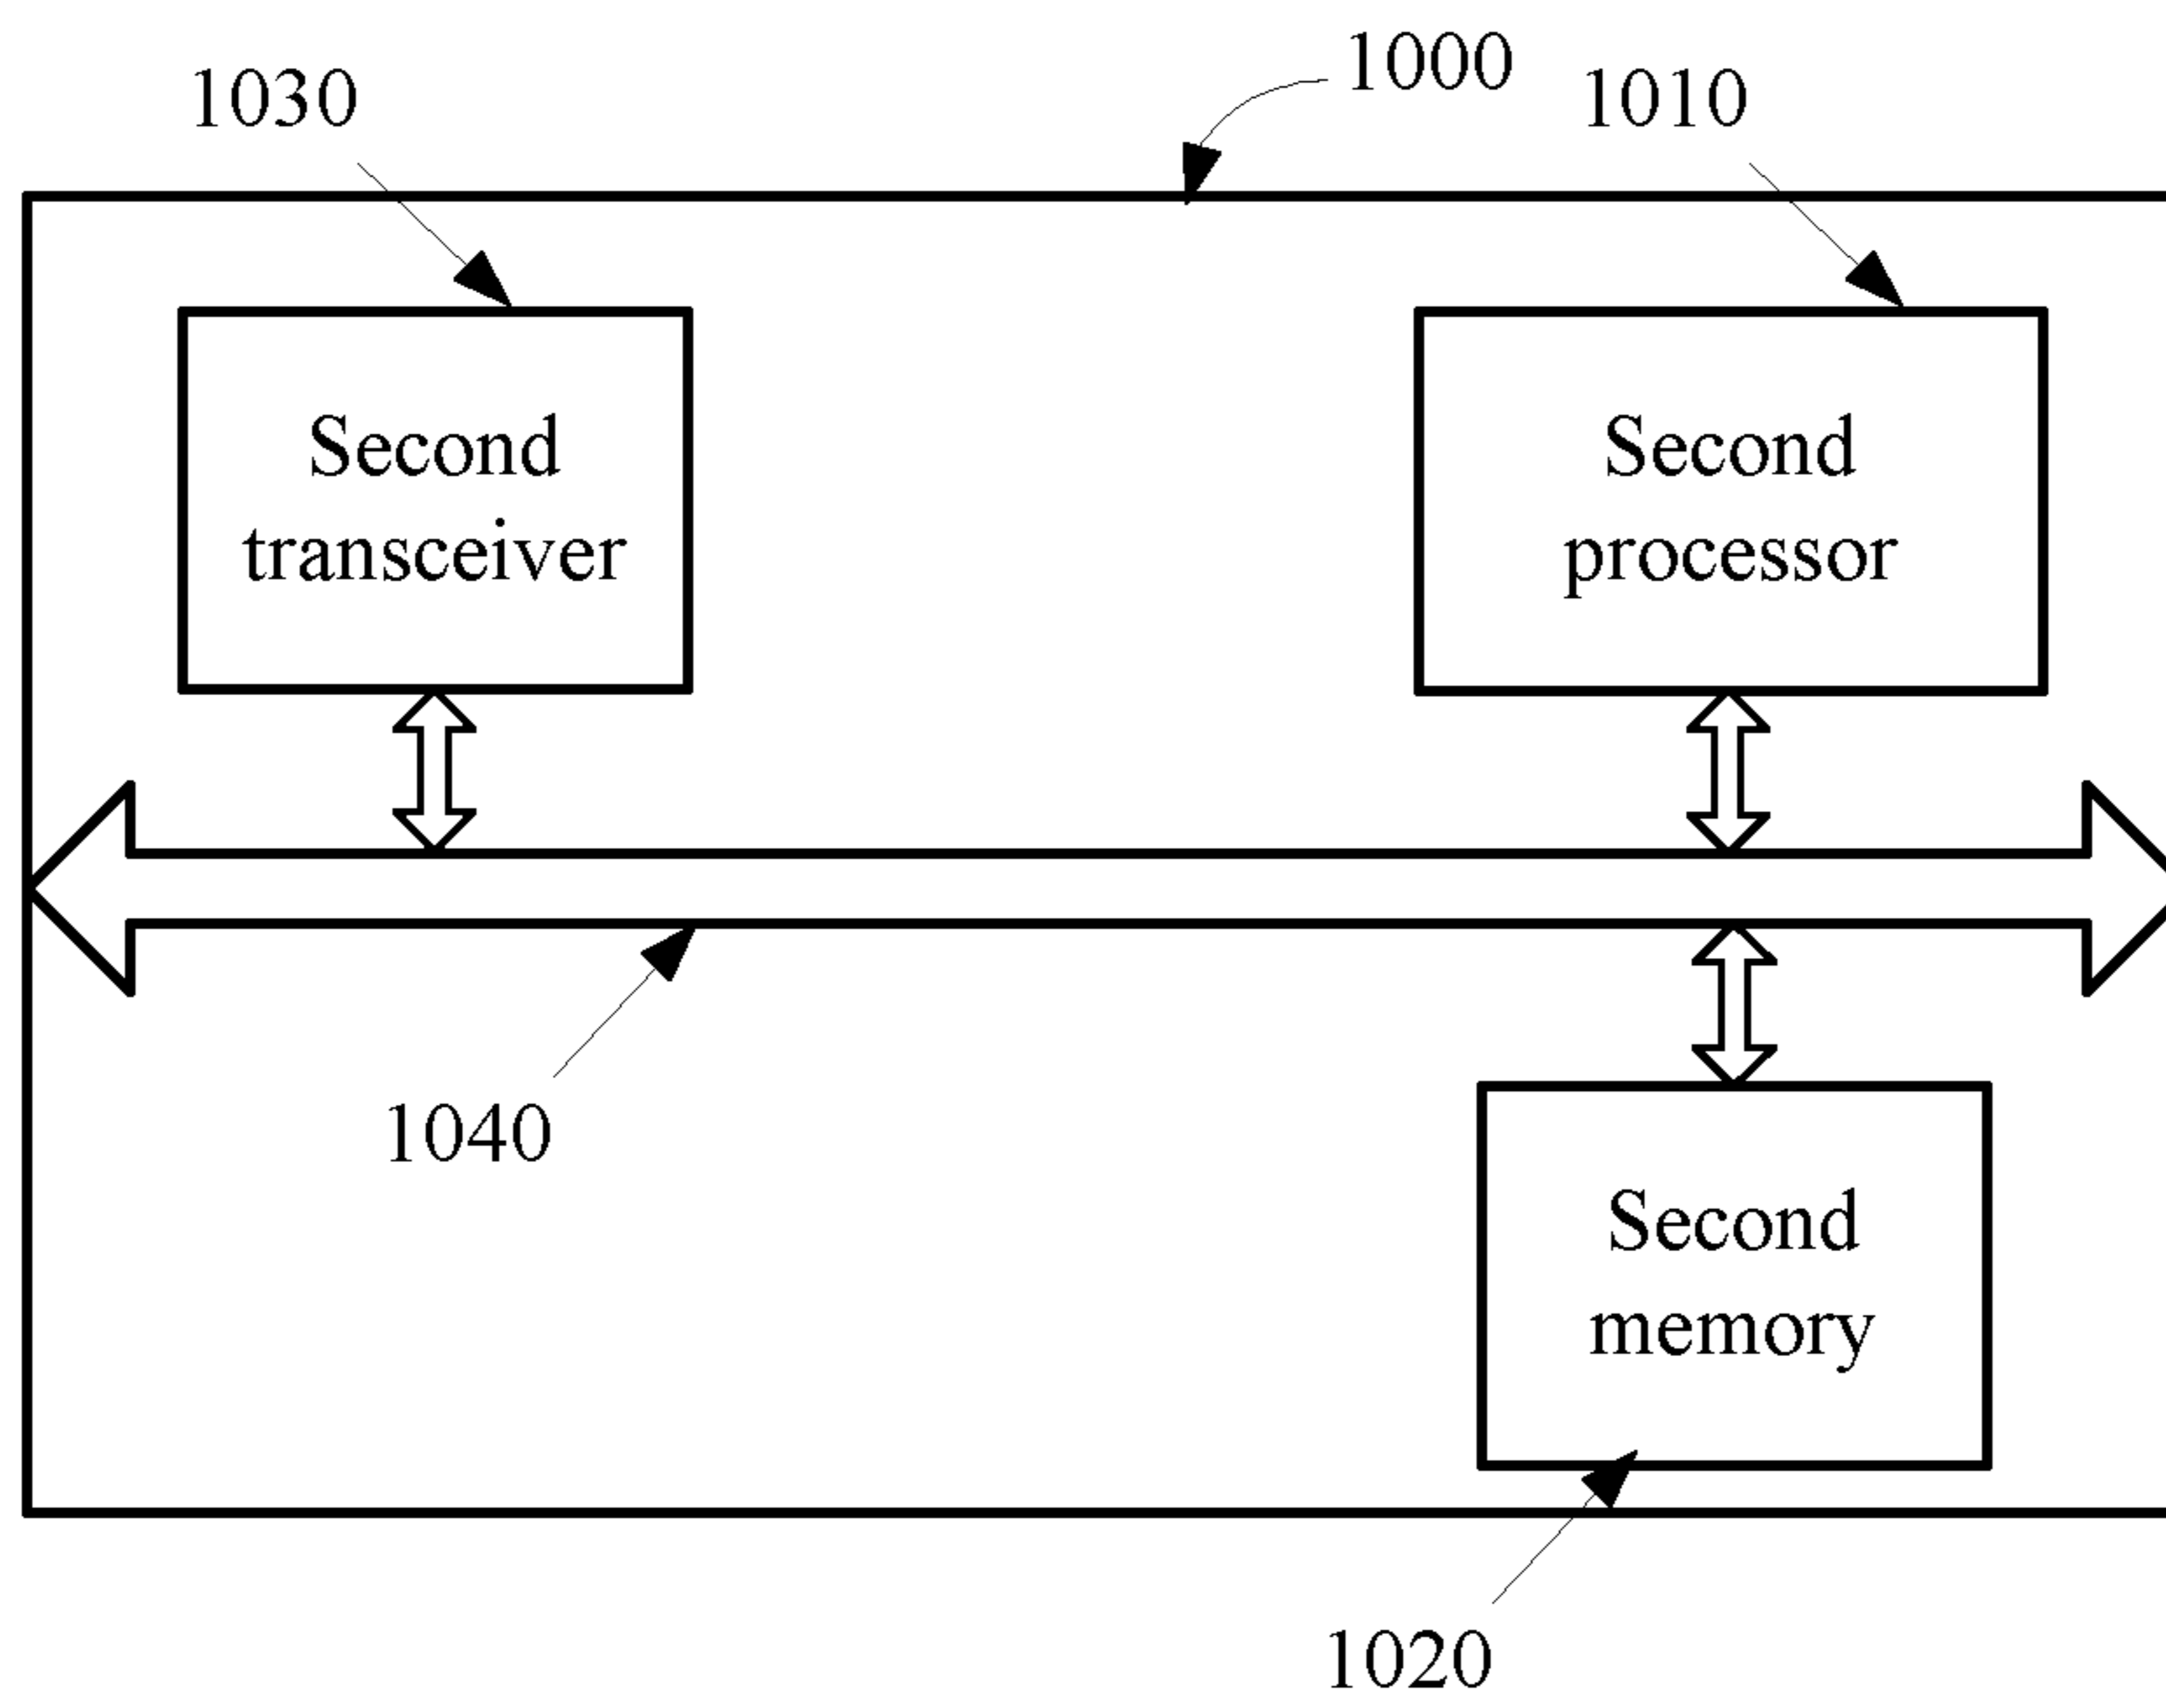 1000
1030
1010
Second
transceiver
Second
processor
1040
Second
memory
1020